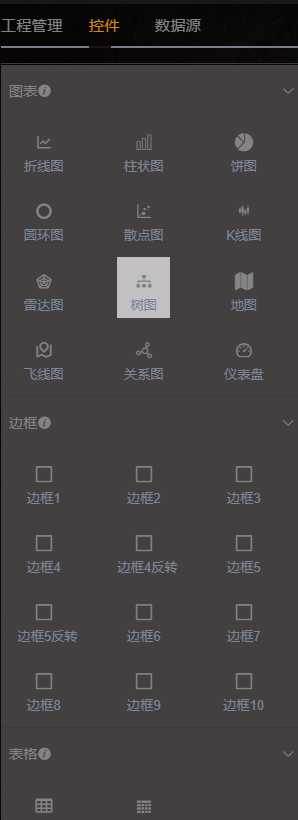 工程管理 控件 数据源
图表
折线图 柱状图 饼图
圆环图 散点图 K线图
雷达图 树图 地图
飞线图 关系图 仪表盘
边框
边框1 边框2 边框3
边框4 边框4反转 边框5
边框5反转 边框6 边框7
边框8 边框9 边框10
表格